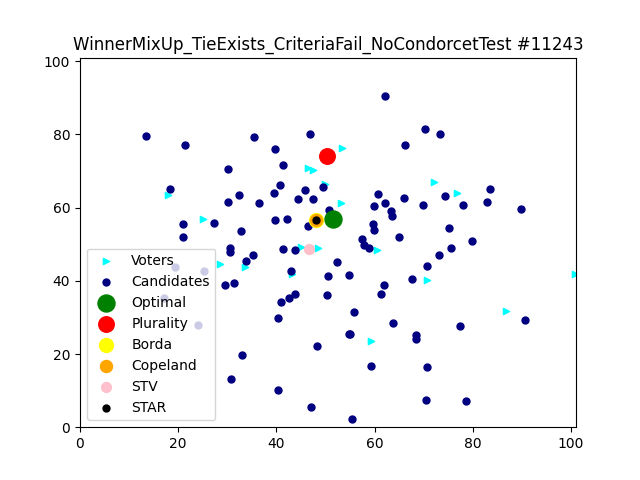 WinnerMixUp_TieExists_CriteriaFail_NoCondorcetTest #11243
100
80
60
40
20
0
Voters
Candidates
Optimal
Plurality
Borda
Copeland
STV
STAR
0 20 40 60 80 100